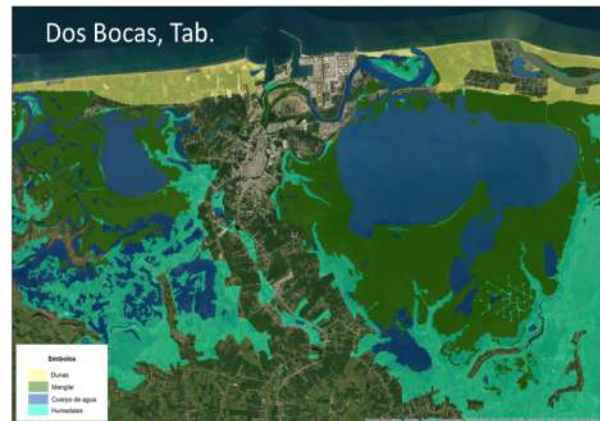 Dos Bocas, Tab.
Símbolos
Dunas
Manglar
Cuerpo de agua
Humedales